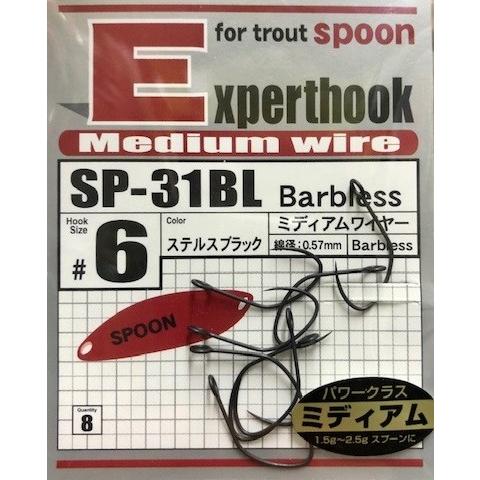 for trout spoon
Experthook
Medium wire
SP-31BL Barbless
Hook Size
#6
Color
ステルスブラック
ミディアムワイヤー
線径:0.57mm
Barbless
SPOON
Quantity
8
パワークラス
ミディアム
1.5g〜2.5g スプーンに